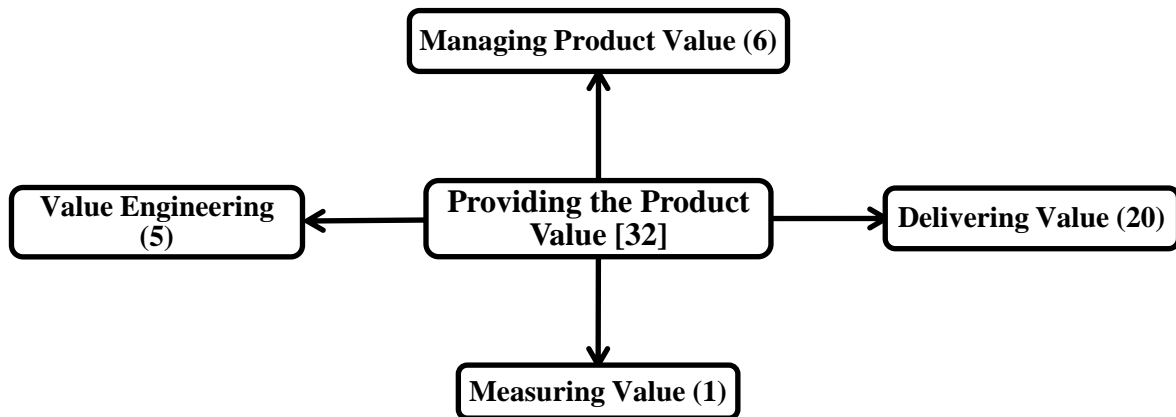 Managing Product Value (6)
Value Engineering
(5)
Providing the Product
Value [32]
Delivering Value (20)
Measuring Value (1)